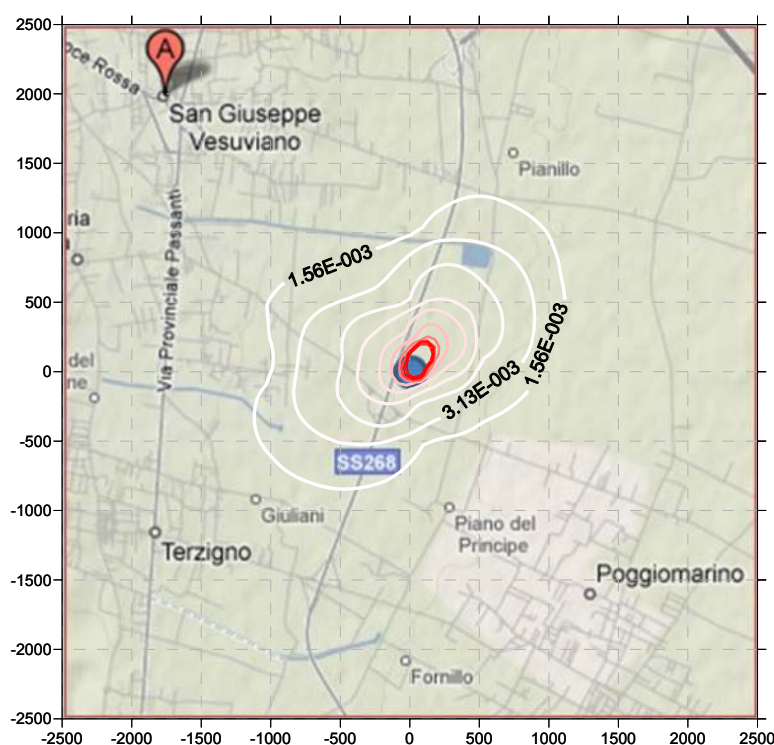 2500
A
oce Rossa
2000
San Giuseppe
Vesuviano
1500
Pianillo
Via Provinciale Passanti
1000
ria
a
1.56E-003
1.56E-003
500
0
del
ne
3.13E-003
-500
SS268
-1000
Giuliani
Piano del
Principe
Terzigno
-1500
Poggiomarino
-2000
Fornillo
-2500
-2500 -2000 -1500 -1000 -500 0 500 1000 1500 2000 2500